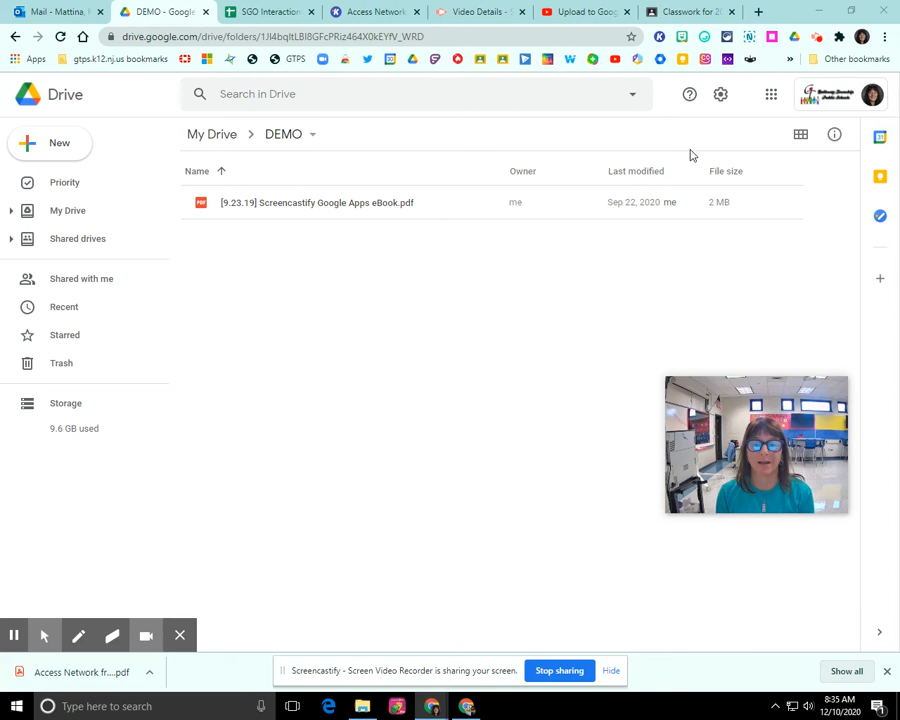 Mail - Mattina, K
DEMO - Google
SGO Interaction
Access Network
Video Details - S
Upload to Goog
Classwork for 20
drive.google.com/drive/folders/1Jl4bqltLBl8GFcPRiz464X0kEYfV_WRD
Apps
gtps.k12.nj.us bookmarks
GTPS
Other bookmarks
Drive
Search in Drive
New
My Drive > DEMO
Name
Owner
Last modified
File size
[9.23.19] Screencastify Google Apps eBook.pdf
me
Sep 22, 2020 me
2 MB
Priority
My Drive
Shared drives
Shared with me
Recent
Starred
Trash
Storage
9.6 GB used
Access Network fr....pdf
Screencastify - Screen Video Recorder is sharing your screen.
Stop sharing
Hide
Show all
Type here to search
8:35 AM
12/10/2020